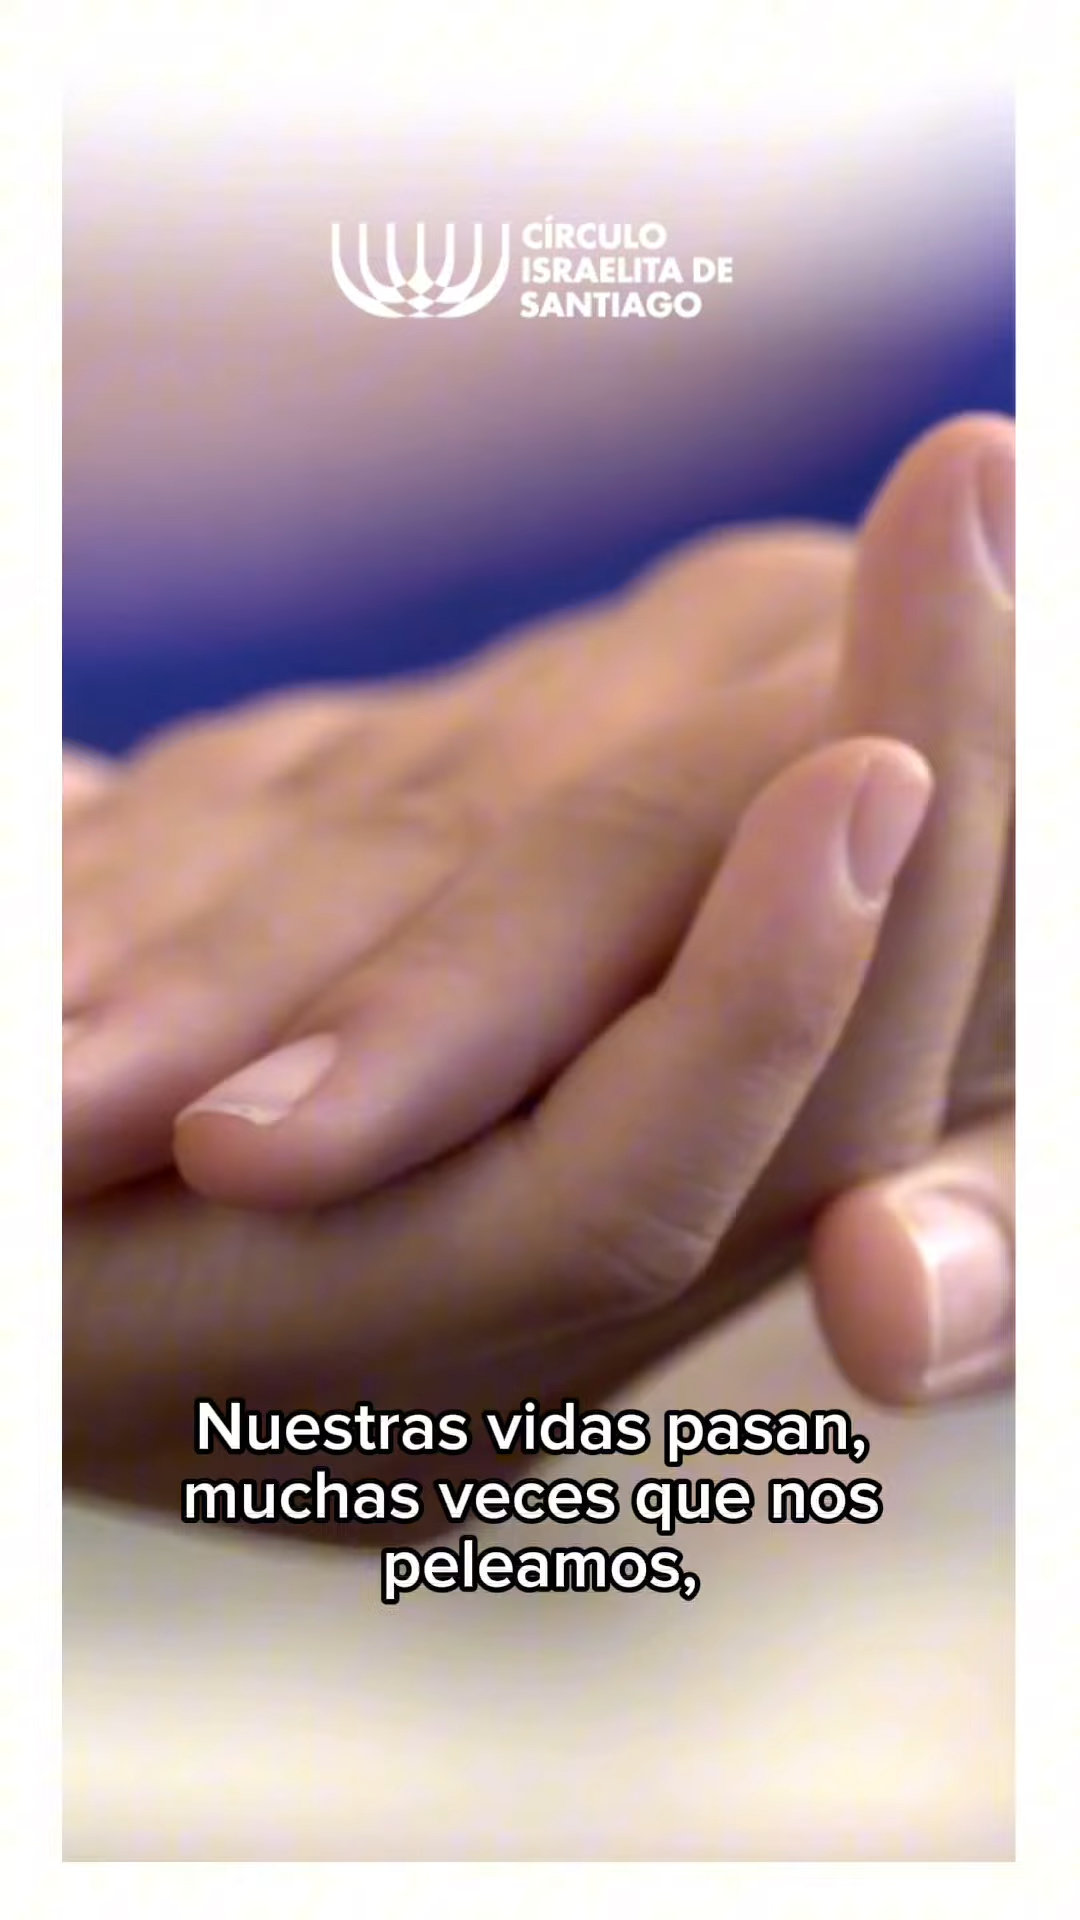 CÍRCULO
ISRAELITA DE
SANTIAGO
Nuestras vidas pasan,
muchas veces que nos
peleamos,